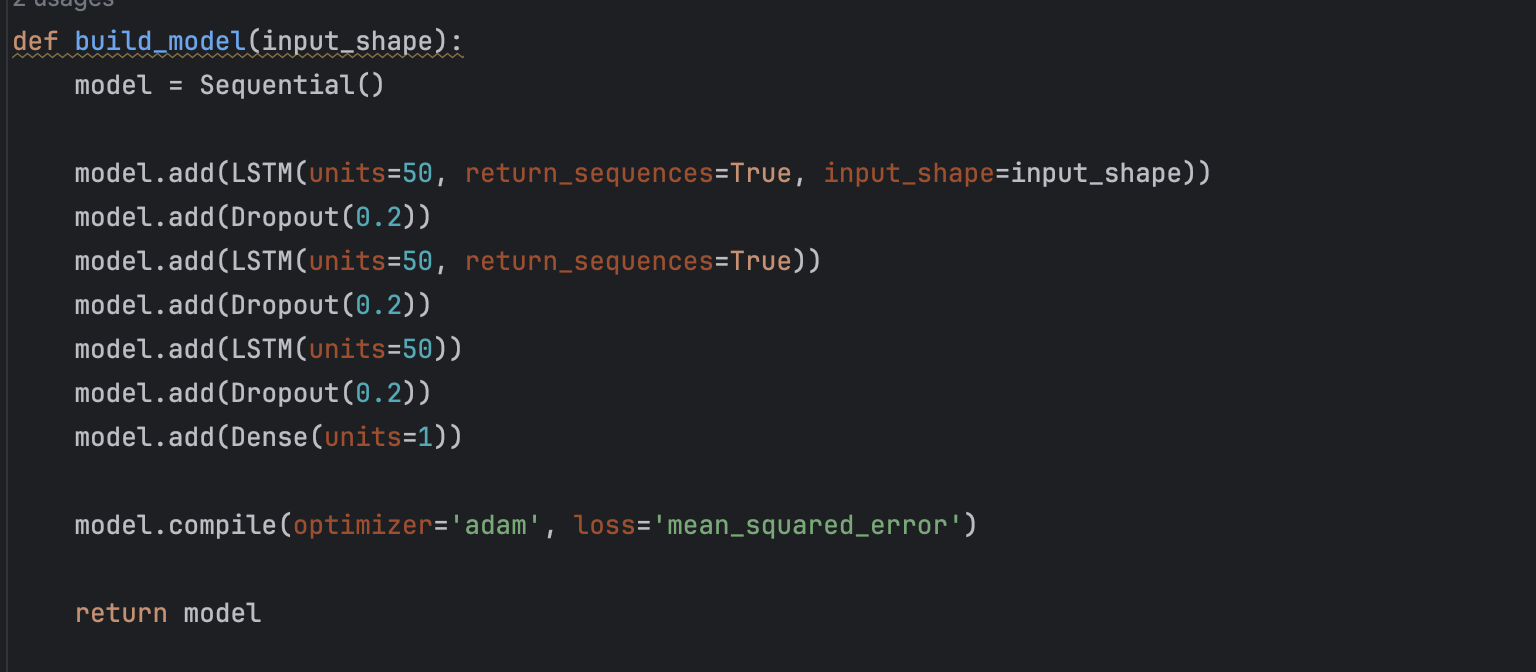 2 usages
def build_model(input_shape):
    model = Sequential()
    model.add(LSTM(units=50, return_sequences=True, input_shape=input_shape))
    model.add(Dropout(0.2))
    model.add(LSTM(units=50, return_sequences=True))
    model.add(Dropout(0.2))
    model.add(LSTM(units=50))
    model.add(Dropout(0.2))
    model.add(Dense(units=1))
    model.compile(optimizer='adam', loss='mean_squared_error')
    return model